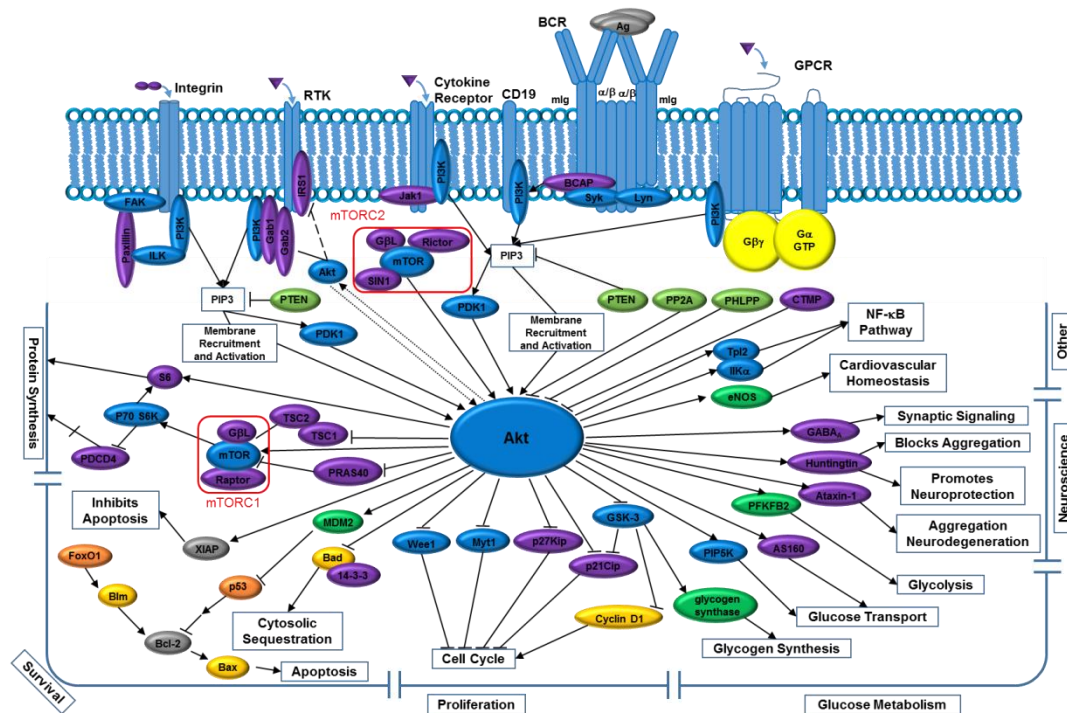 BCR
Ag
GPCR
Integrin
RTK
Cytokine
Receptor
CD19
mIg
α/β α/β
mIg
FAK
PI3K
Paxillin
ILK
IRS1
PI3K
Gab1
Gab2
Akt
Jak1
PI3K
mTORC2
GβL
Rictor
mTOR
SIN1
PI3K
BCAP
Syk
Lyn
PIP3
PI3K
Gβγ
Gα
GTP
PIP3
PTEN
PDK1
Membrane
Recruitment
and Activation
PDK1
Membrane
Recruitment
and Activation
PTEN
PP2A
PHLPP
CTMP
NF-κB
Pathway
Tpl2
IIKα
eNOS
Cardiovascular
Homeostasis
Other
Protein Synthesis
S6
P70 S6K
PDCD4
GβL
mTOR
Raptor
mTORC1
TSC2
TSC1
PRAS40
Akt
GABAA
Synaptic Signaling
Huntingtin
Blocks Aggregation
Promotes
Neuroprotection
Ataxin-1
Aggregation
Neurodegeneration
Neuroscience
PFKFB2
Glycolysis
Inhibits
Apoptosis
XIAP
MDM2
FoxO1
BIm
p53
Bcl-2
Bax
Apoptosis
Bad
14-3-3
Cytosolic
Sequestration
Wee1
Myt1
p27Kip
GSK-3
p21Cip
Cyclin D1
Cell Cycle
PIP5K
AS160
glycogen
synthase
Glucose Transport
Glycogen Synthesis
Survival
Proliferation
Glucose Metabolism